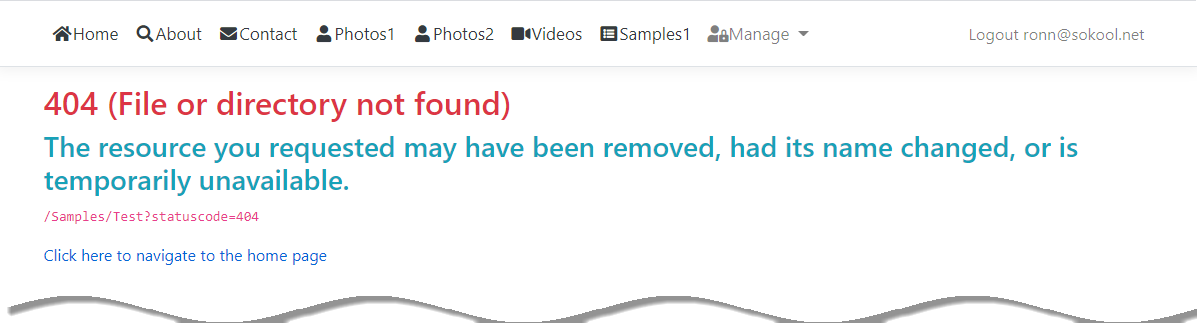 Home About Contact Photos1 Photos2 Videos Samples1 Manage Logout ronn@sokool.net
404 (File or directory not found)
The resource you requested may have been removed, had its name changed, or is
temporarily unavailable.
/Samples/Test?statuscode=404
Click here to navigate to the home page